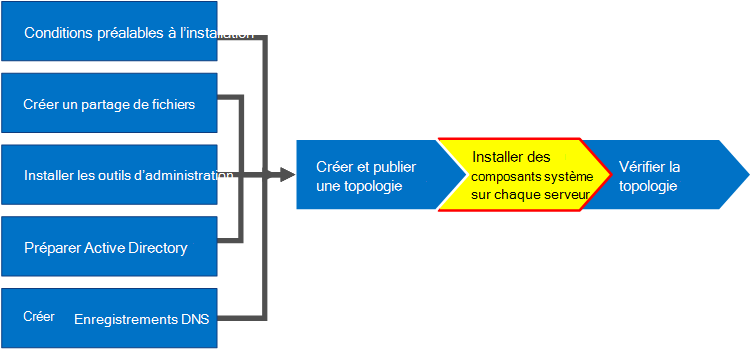 Conditions préalables à l’installation
Créer un partage de fichiers
Installer les outils d’administration
Préparer Active Directory
Créer Enregistrements DNS
Créer et publier
une topologie
Installer des
composants système
sur chaque serveur
Vérifier la
topologie